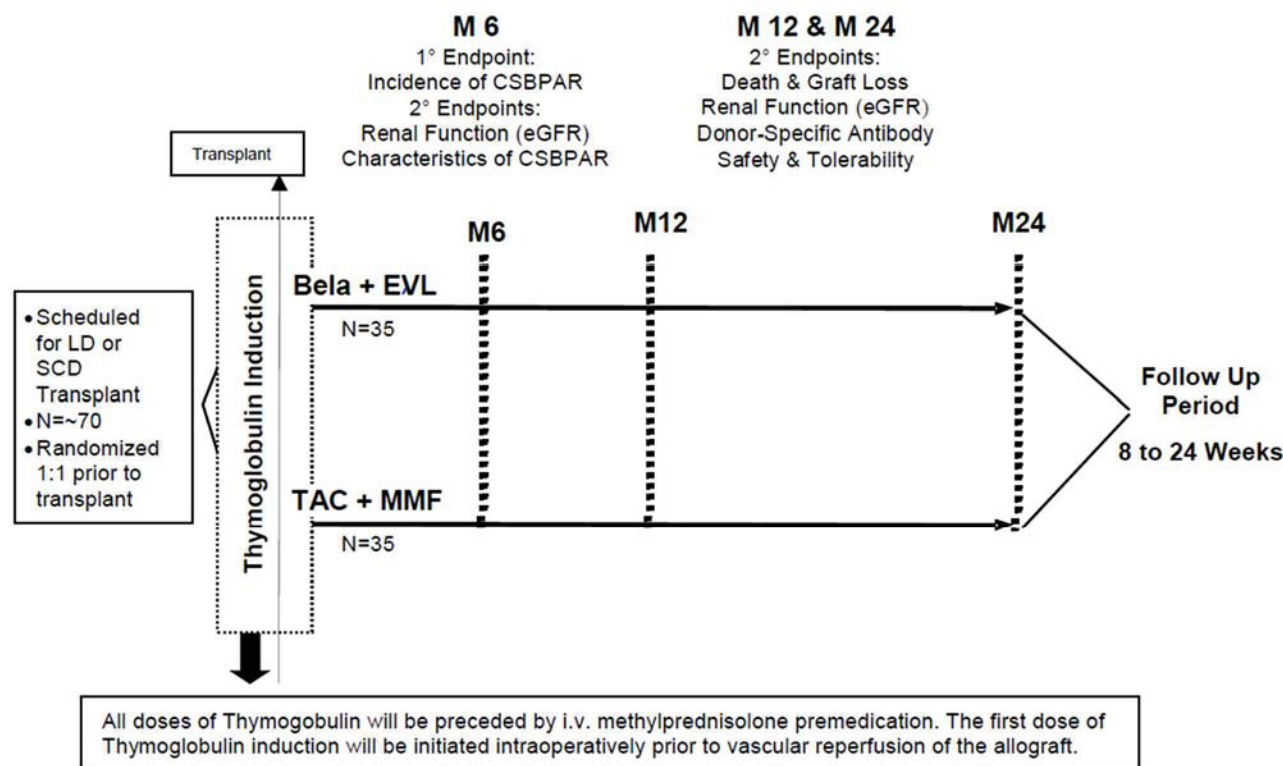 M 6
1° Endpoint:
Incidence of CSBPAR
2° Endpoints:
Renal Function (eGFR)
Characteristics of CSBPAR
M 12 & M 24
2° Endpoints:
Death & Graft Loss
Renal Function (eGFR)
Donor-Specific Antibody
Safety & Tolerability
Transplant
M6
M12
M24
•Scheduled
for LD or
SCD
Transplant
•N=~70
•Randomized
1:1 prior to
transplant
Thymoglobulin Induction
Bela + EVL
N=35
TAC + MMF
N=35
Follow Up
Period
8 to 24 Weeks
All doses of Thymogobulin will be preceded by i.v. methylprednisolone premedication. The first dose of
Thymoglobulin induction will be initiated intraoperatively prior to vascular reperfusion of the allograft.